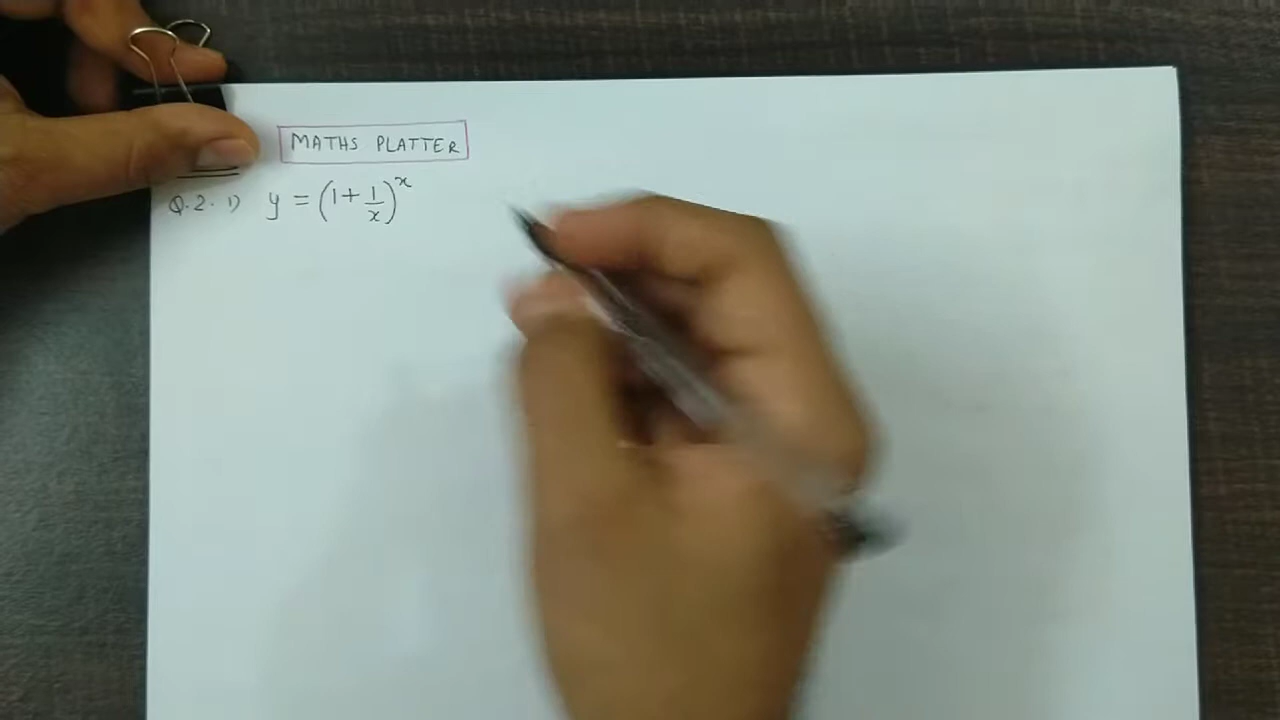 MATHS PLATTER
Q.2. 1) y = (1 + 1/x)^x